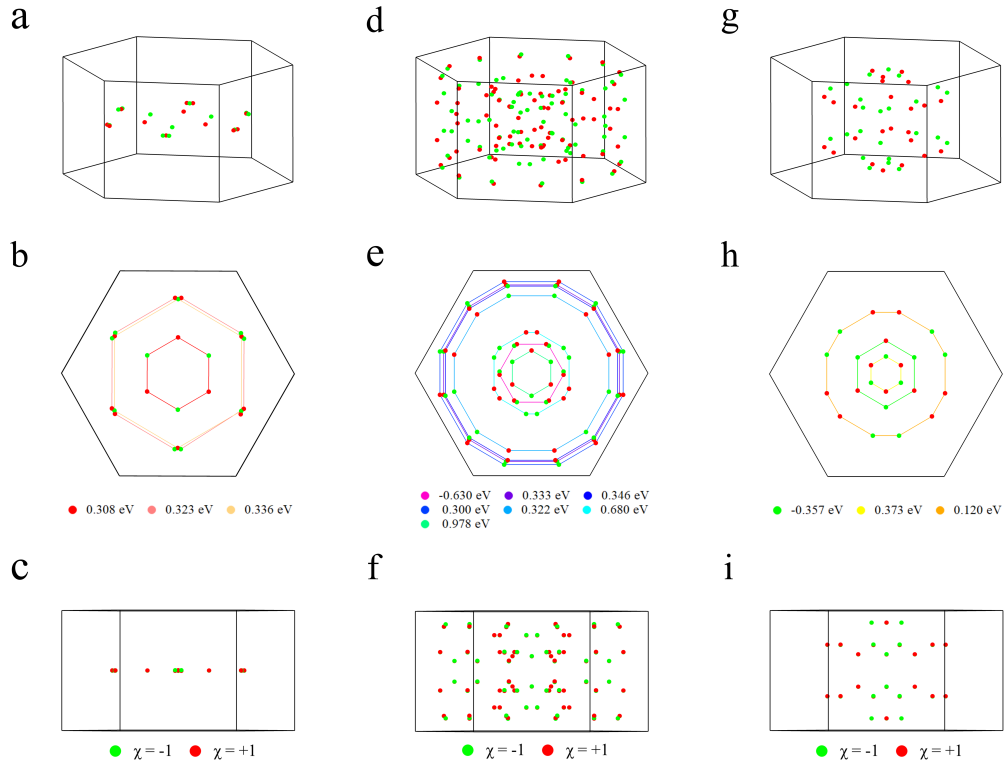 a
d
g
b
e
h
0.308 eV 0.323 eV 0.336 eV
-0.630 eV 0.333 eV 0.346 eV
0.300 eV 0.322 eV 0.680 eV
0.978 eV
-0.357 eV 0.373 eV 0.120 eV
c
f
i
χ = -1 χ = +1
χ = -1 χ = +1
χ = -1 χ = +1